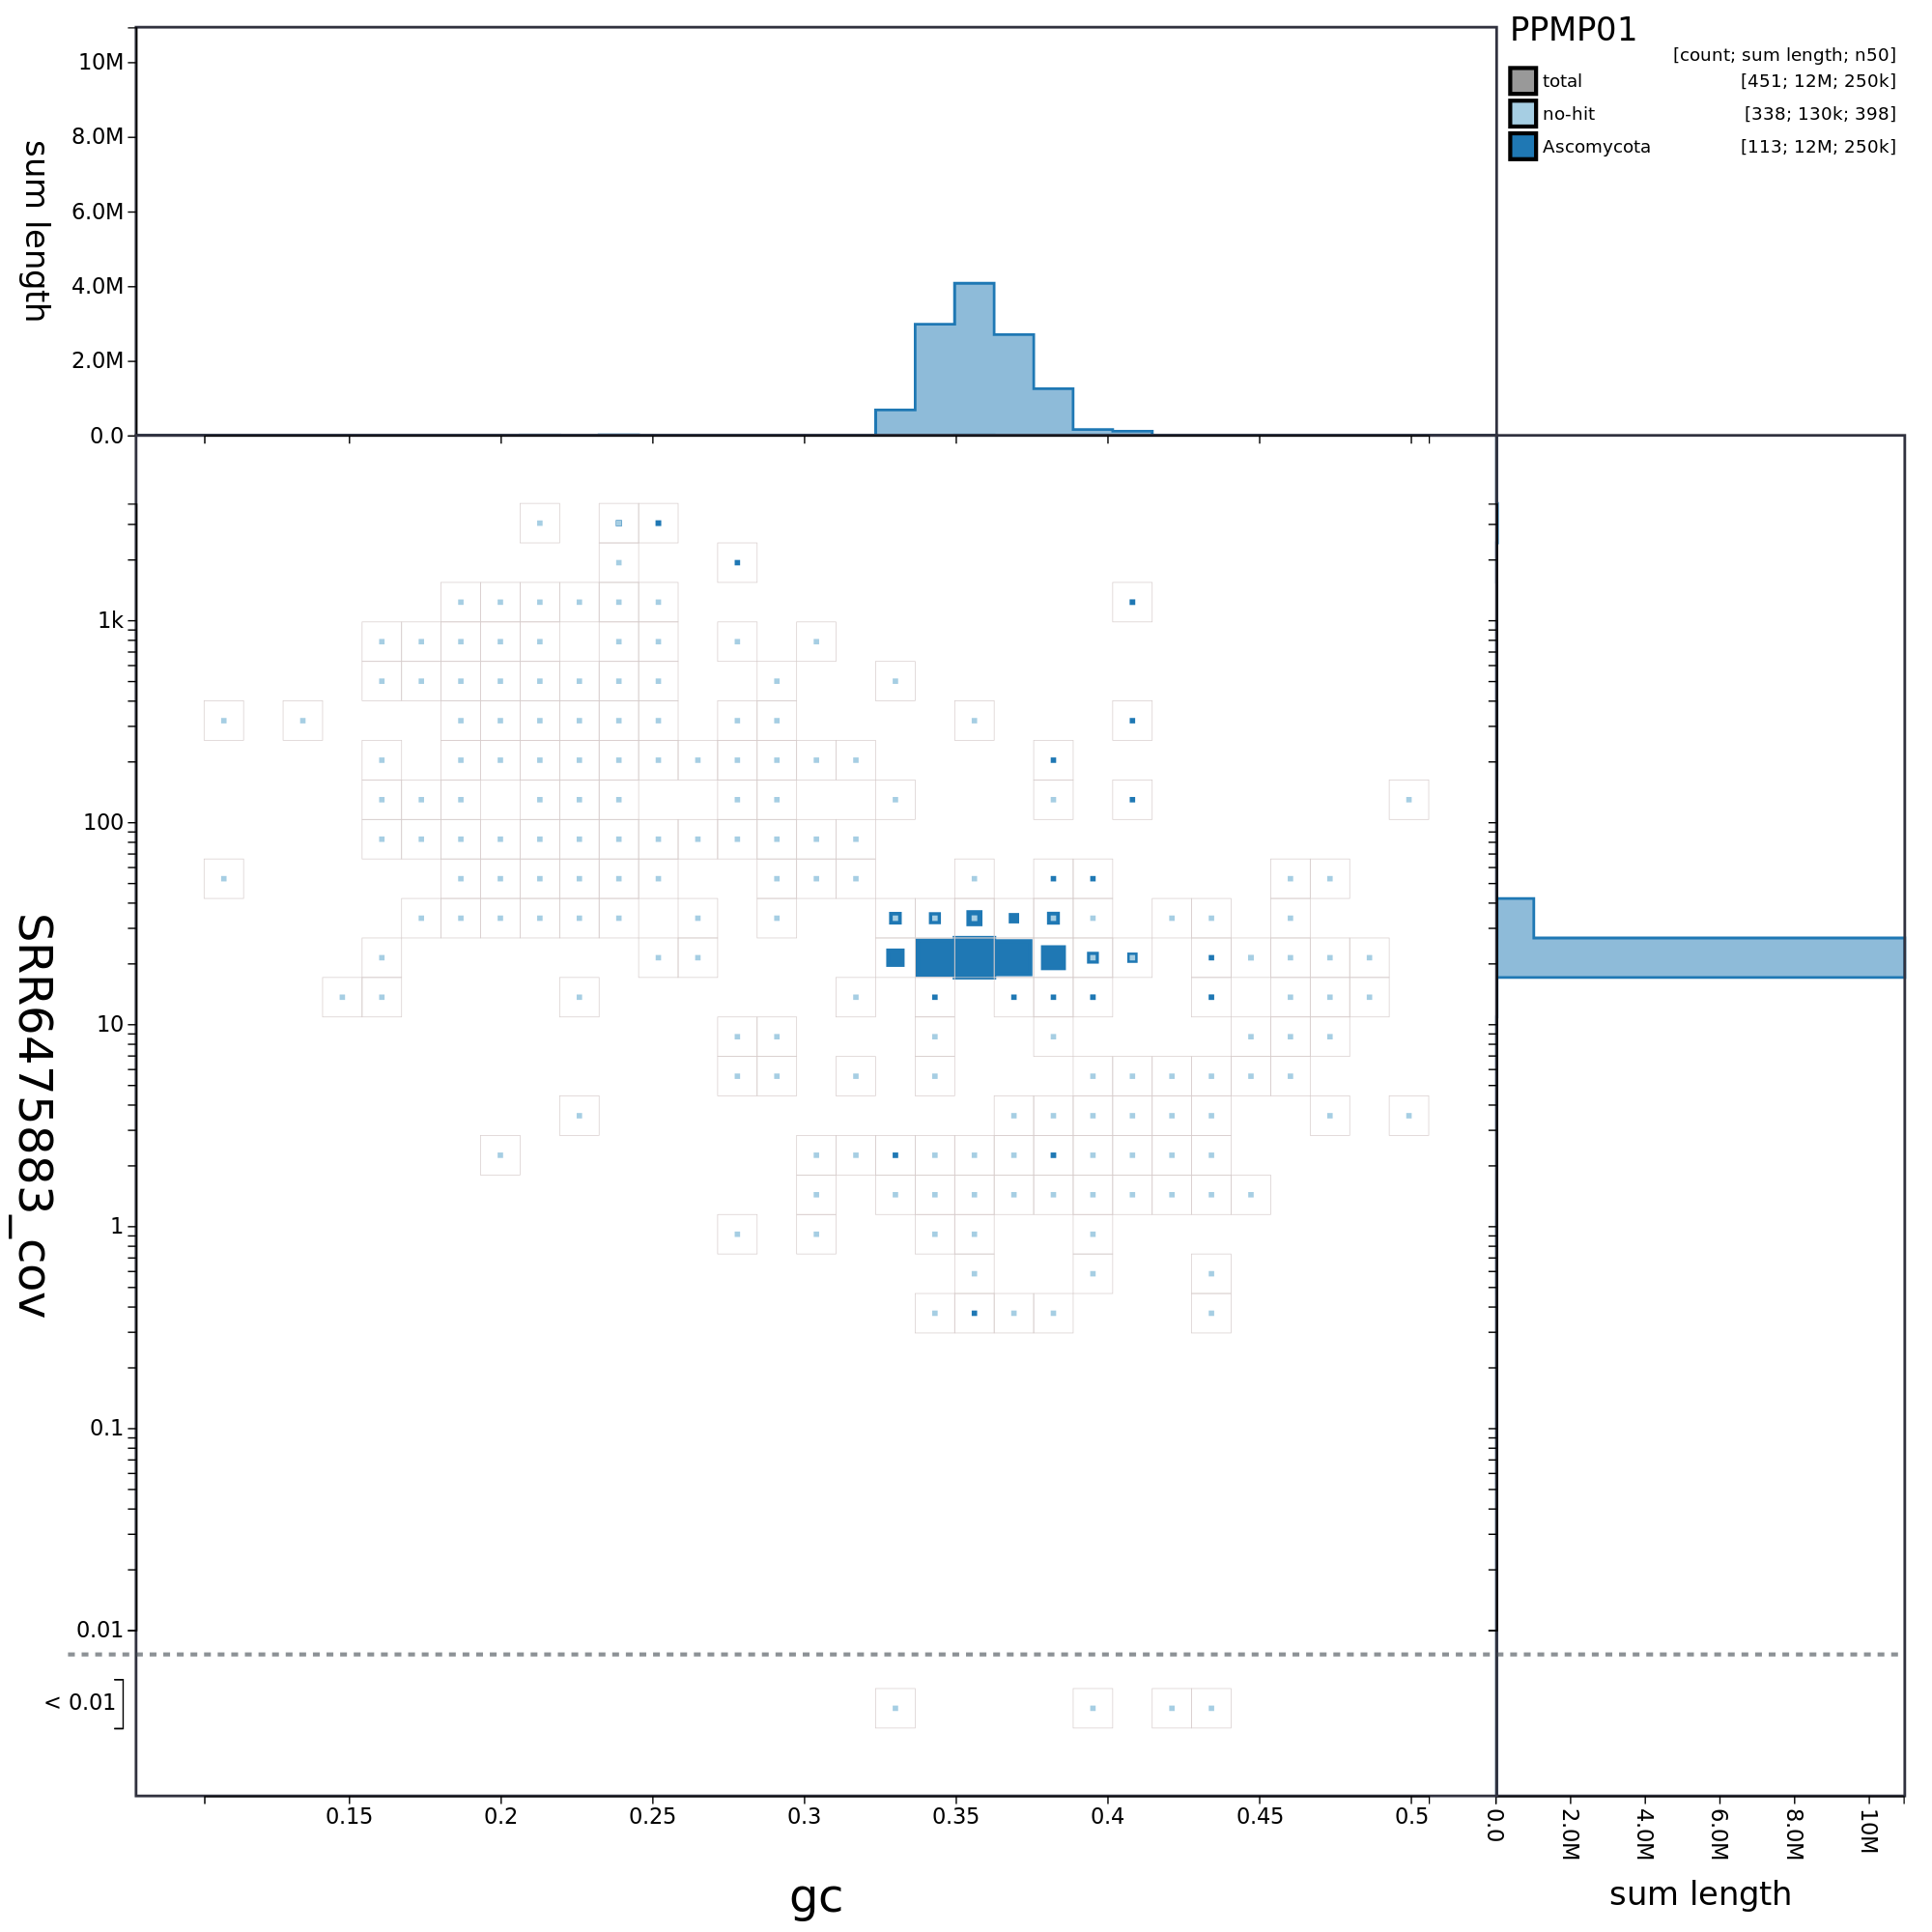 PPMP01
[count; sum length; n50]
total [451; 12M; 250k]
no-hit [338; 130k; 398]
Ascomycota [113; 12M; 250k]
sum length
10M
8.0M
6.0M
4.0M
2.0M
0.0
SRR6475883_cov
1k
100
10
1
0.1
0.01
< 0.01
0.15 0.2 0.25 0.3 0.35 0.4 0.45 0.5
gc
0.0 2.0M 4.0M 6.0M 8.0M 10M
sum length